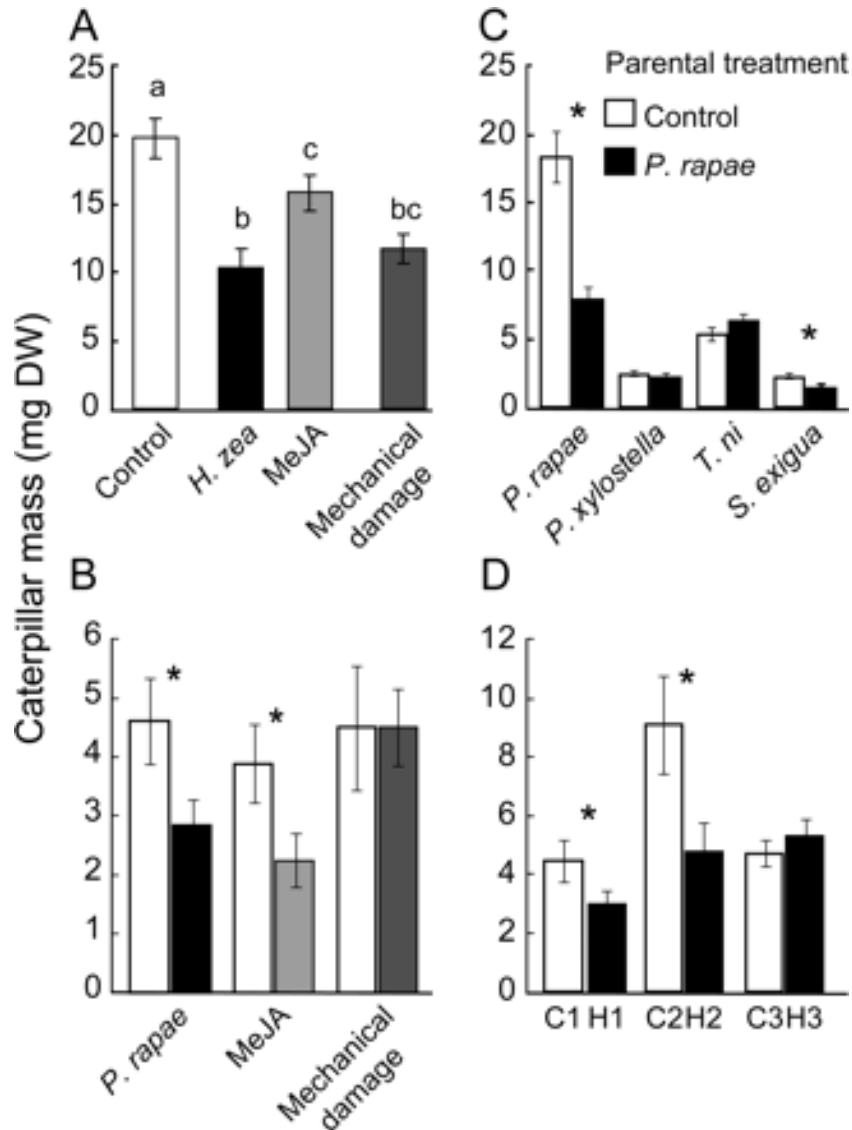 Caterpillar mass (mg DW)
A
25
20
15
10
5
0
a
b
c
bc
Control
H. zea
MeJA
Mechanical
damage
C
25
20
15
10
5
0
Parental treatment
Control
P. rapae
*
*
P. rapae
P. xylostella
T. ni
S. exigua
B
6
5
4
3
2
1
0
*
*
P. rapae
MeJA
Mechanical
damage
D
12
10
8
6
4
2
0
*
*
C1 H1 C2H2 C3H3